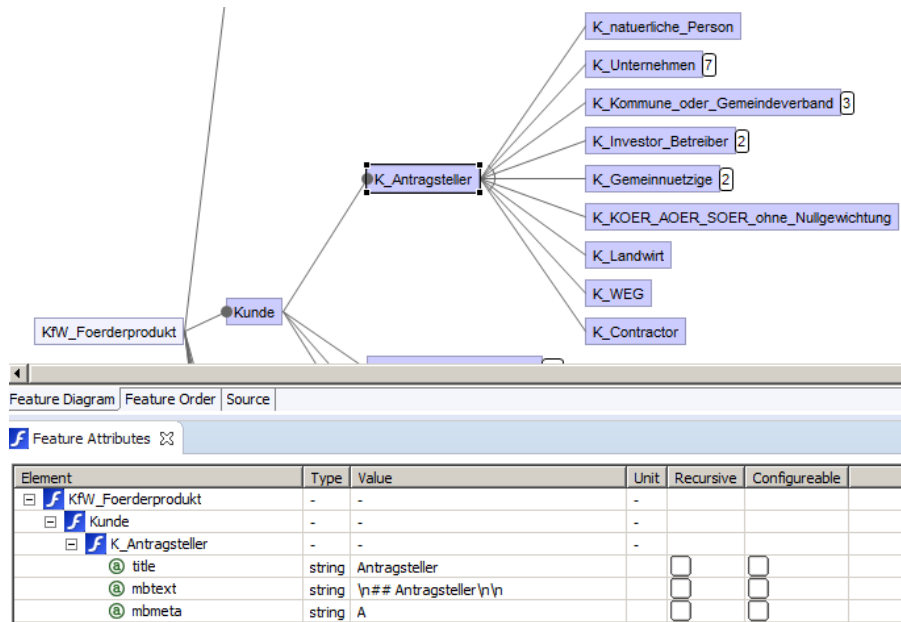 K_natuerliche_Person
K_Unternehmen 7
K_Kommune_oder_Gemeindeverband 3
K_Investor_Betreiber 2
K_Antragsteller
K_Gemeinnuetzige 2
K_KOER_AOER_SOER_ohne_Nullgewichtung
K_Landwirt
K_WEG
Kunde
KfW_Foerderprodukt
K_Contractor
Feature Diagram Feature Order Source
Feature Attributes
Element Type Value Unit Recursive Configureable
KfW_Foerderprodukt - - -
Kunde - - -
K_Antragsteller - - -
title string Antragsteller
mbtext string \n## Antragsteller\n\n
mbmeta string A